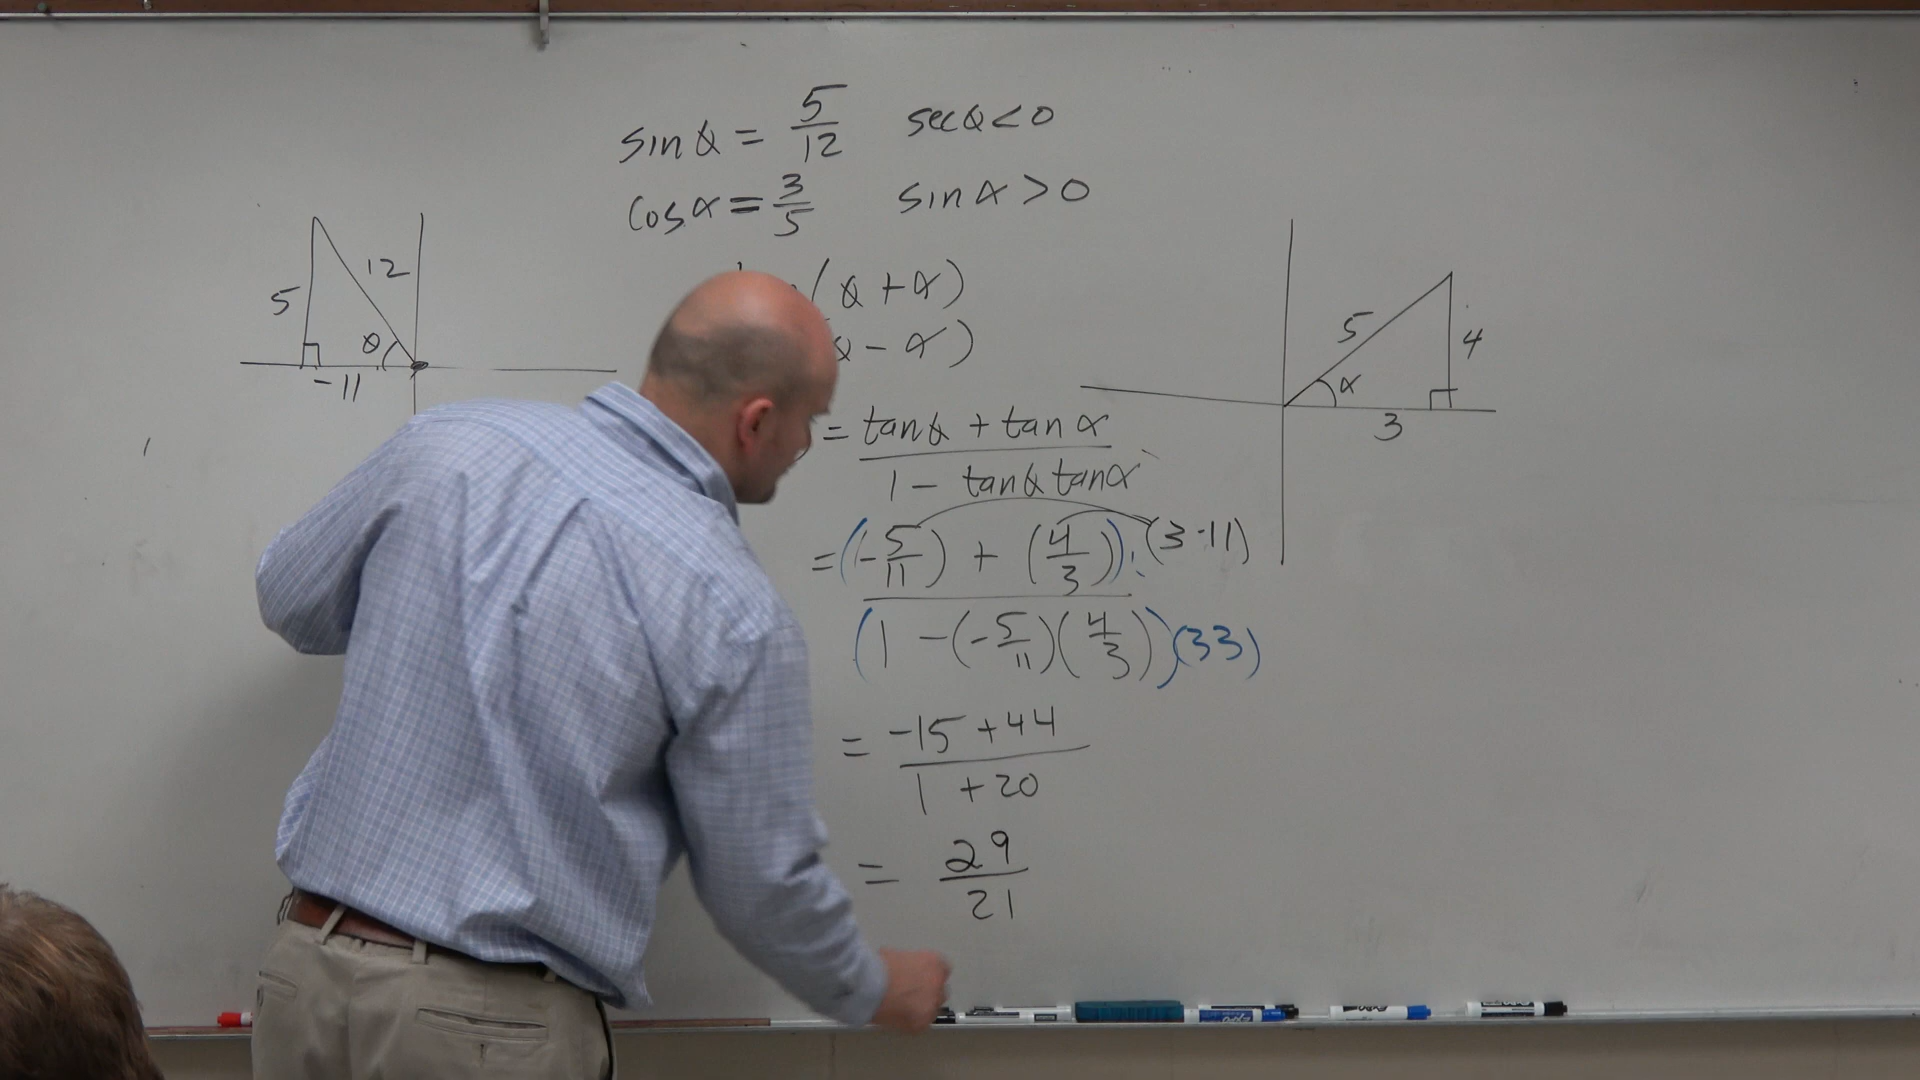 sin θ = 5/12 sec θ < 0
cos α = 3/5 sin α > 0
(θ + α)
(θ - α)
12
5
θ
-11
5
4
α
3
= tan θ + tan α
1 - tan θ tan α
= (-5/11) + (4/3)) · (3·11)
(1 - (-5/11)(4/3))(33)
= -15 + 44
1 + 20
= 29
21